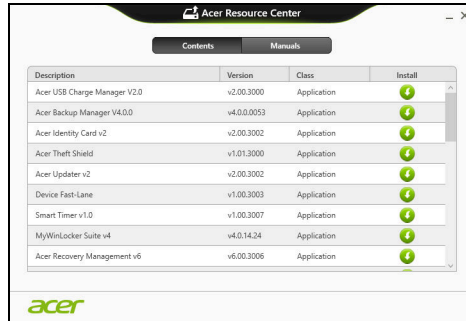 Acer Resource Center
Contents Manuals
Description Version Class Install
Acer USB Charge Manager V2.0 v2.00.3000 Application
Acer Backup Manager V4.0.0 v4.0.0.0053 Application
Acer Identity Card v2 v2.00.3002 Application
Acer Theft Shield v1.01.3000 Application
Acer Updater v2 v2.00.3002 Application
Device Fast-Lane v1.00.3003 Application
Smart Timer v1.0 v1.00.3007 Application
MyWinLocker Suite v4 v4.0.14.24 Application
Acer Recovery Management v6 v6.00.3006 Application
acer